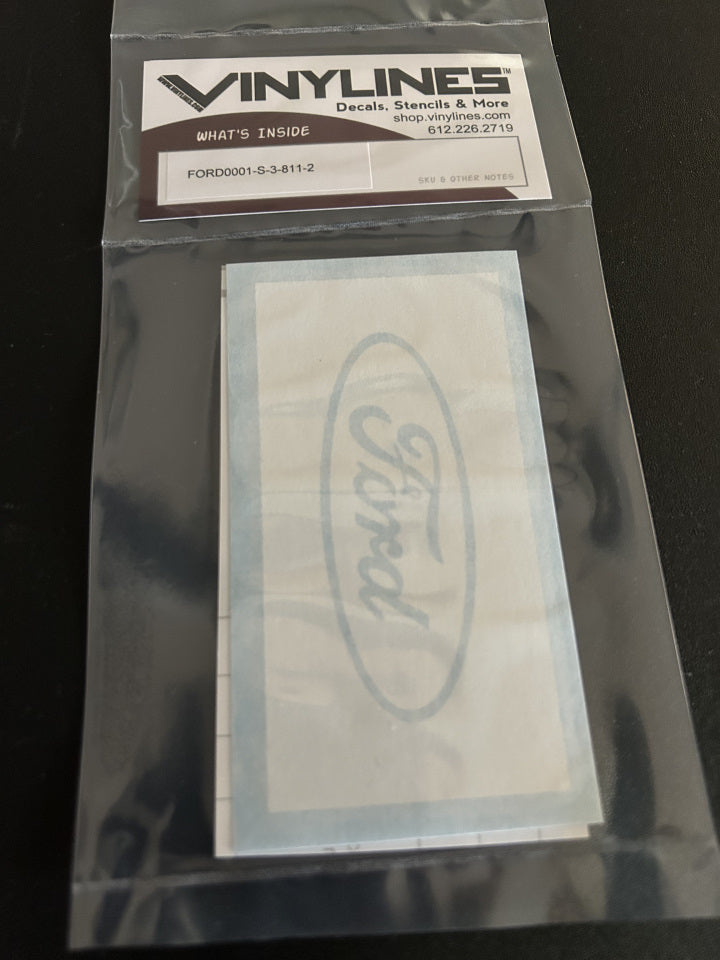 VINYLINES™
Decals, Stencils & More
shop.vinylines.com
612.226.2719
WHAT'S INSIDE
FORD0001-S-3-811-2
SKU & OTHER NOTES
Ford